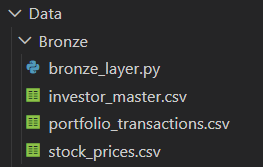 Data
Bronze
bronze_layer.py
investor_master.csv
portfolio_transactions.csv
stock_prices.csv